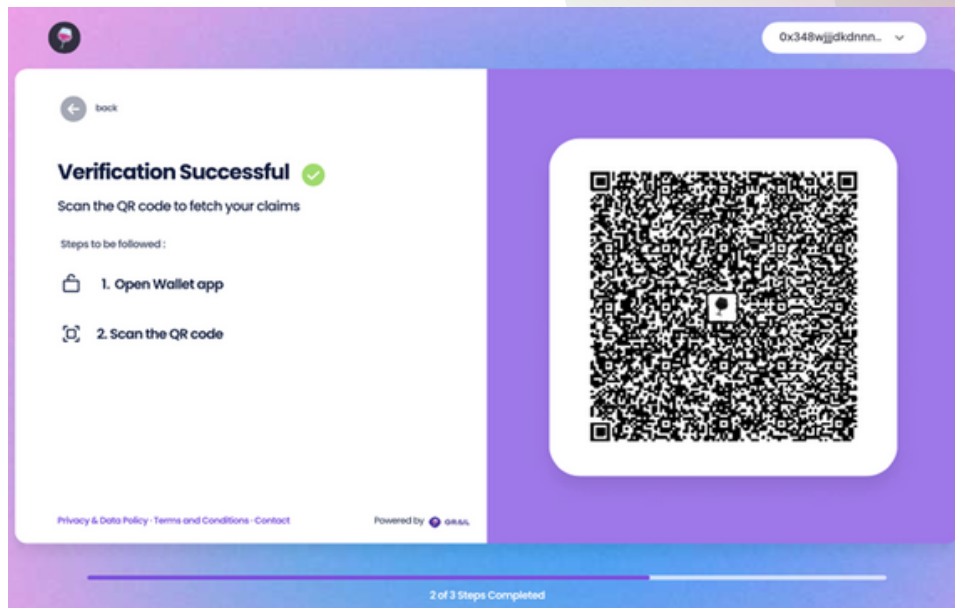 0x348wjjjdkdnnn...
back
Verification Successful
Scan the QR code to fetch your claims
Steps to be followed :
1. Open Wallet app
2. Scan the QR code
Privacy & Data Policy · Terms and Conditions · Contact
Powered by GRAIL
2 of 3 Steps Completed